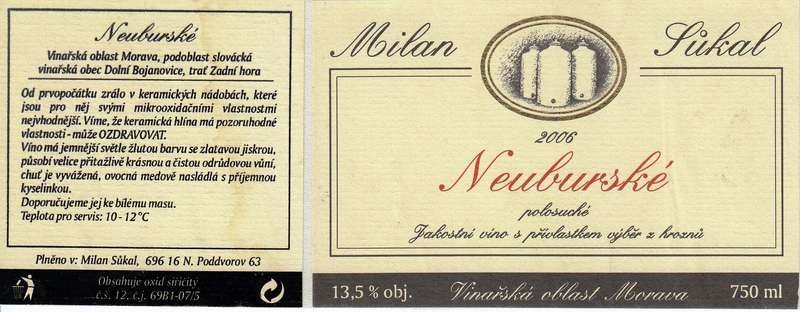 Neuburské
Vinařská oblast Morava, podoblast slovácká
vinařská obec Dolní Bojanovice, trať Zadní hora
Od prvopočátku zrálo v keramických nádobách, které
jsou pro něj svými mikrooxidačními vlastnostmi
nejvhodnější. Víme, že keramická hlína má pozoruhodné
vlastnosti - může OZDRAVOVAT.
Víno má jemnější světle žlutou barvu se zlatavou jiskrou,
působí velice přitažlivě krásnou a čistou odrůdovou vůní,
chuť je vyvážená, ovocná medově nasládlá s příjemnou
kyselinkou.
Doporučujeme jej ke bílému masu.
Teplota pro servis: 10 - 12 °C
Plněno v: Milan Sůkal, 696 16 N. Poddvorov 63
Obsahuje oxid siřičitý
č.š. 12, č.j. 69B1-07/5
Milan Sůkal
2006
Neuburské
polosuché
Jakostní víno s přívlastkem výběr z hroznů
13,5 % obj. Vinařská oblast Morava 750 ml